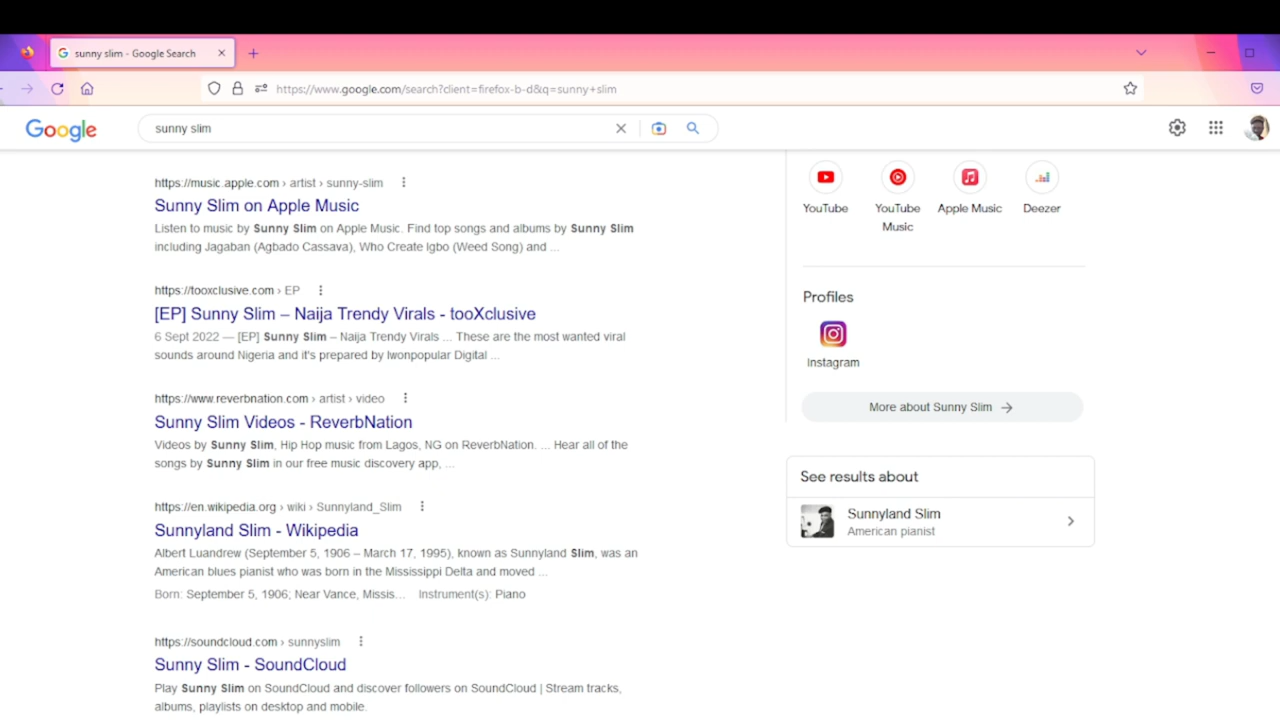 sunny slim - Google Search
https://www.google.com/search?client=firefox-b-d&q=sunny+slim
Google
sunny slim
https://music.apple.com › artist › sunny-slim
Sunny Slim on Apple Music
Listen to music by Sunny Slim on Apple Music. Find top songs and albums by Sunny Slim
including Jagaban (Agbado Cassava), Who Create Igbo (Weed Song) and ...
https://tooxclusive.com › EP
[EP] Sunny Slim – Naija Trendy Virals - tooXclusive
6 Sept 2022 — [EP] Sunny Slim – Naija Trendy Virals ... These are the most wanted viral
sounds around Nigeria and it's prepared by Iwonpopular Digital ...
https://www.reverbnation.com › artist › video
Sunny Slim Videos - ReverbNation
Videos by Sunny Slim, Hip Hop music from Lagos, NG on ReverbNation. ... Hear all of the
songs by Sunny Slim in our free music discovery app, ...
https://en.wikipedia.org › wiki › Sunnyland_Slim
Sunnyland Slim - Wikipedia
Albert Luandrew (September 5, 1906 – March 17, 1995), known as Sunnyland Slim, was an
American blues pianist who was born in the Mississippi Delta and moved ...
Born: September 5, 1906; Near Vance, Missis... Instrument(s): Piano
https://soundcloud.com › sunnyslim
Sunny Slim - SoundCloud
Play Sunny Slim on SoundCloud and discover followers on SoundCloud | Stream tracks,
albums, playlists on desktop and mobile.
YouTube
YouTube
Music
Apple Music
Deezer
Profiles
Instagram
More about Sunny Slim
See results about
Sunnyland Slim
American pianist